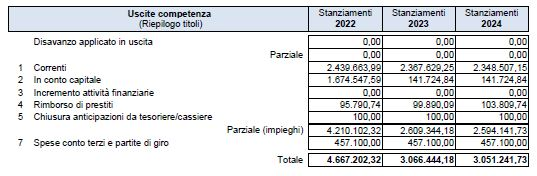 Uscite competenza Stanziamenti Stanziamenti Stanziamenti
(Riepilogo titoli) 2022 2023 2024
Disavanzo applicato in uscita 0,00 0,00 0,00
Parziale 0,00 0,00 0,00
1 Correnti 2.439.663,99 2.367.629,25 2.348.507,15
2 In conto capitale 1.674.547,59 141.724,84 141.724,84
3 Incremento attività finanziarie 0,00 0,00 0,00
4 Rimborso di prestiti 95.790,74 99.890,09 103.809,74
5 Chiusura anticipazioni da tesoriere/cassiere 100,00 100,00 100,00
Parziale (impieghi) 4.210.102,32 2.609.344,18 2.594.141,73
7 Spese conto terzi e partite di giro 457.100,00 457.100,00 457.100,00
Totale 4.667.202,32 3.066.444,18 3.051.241,73